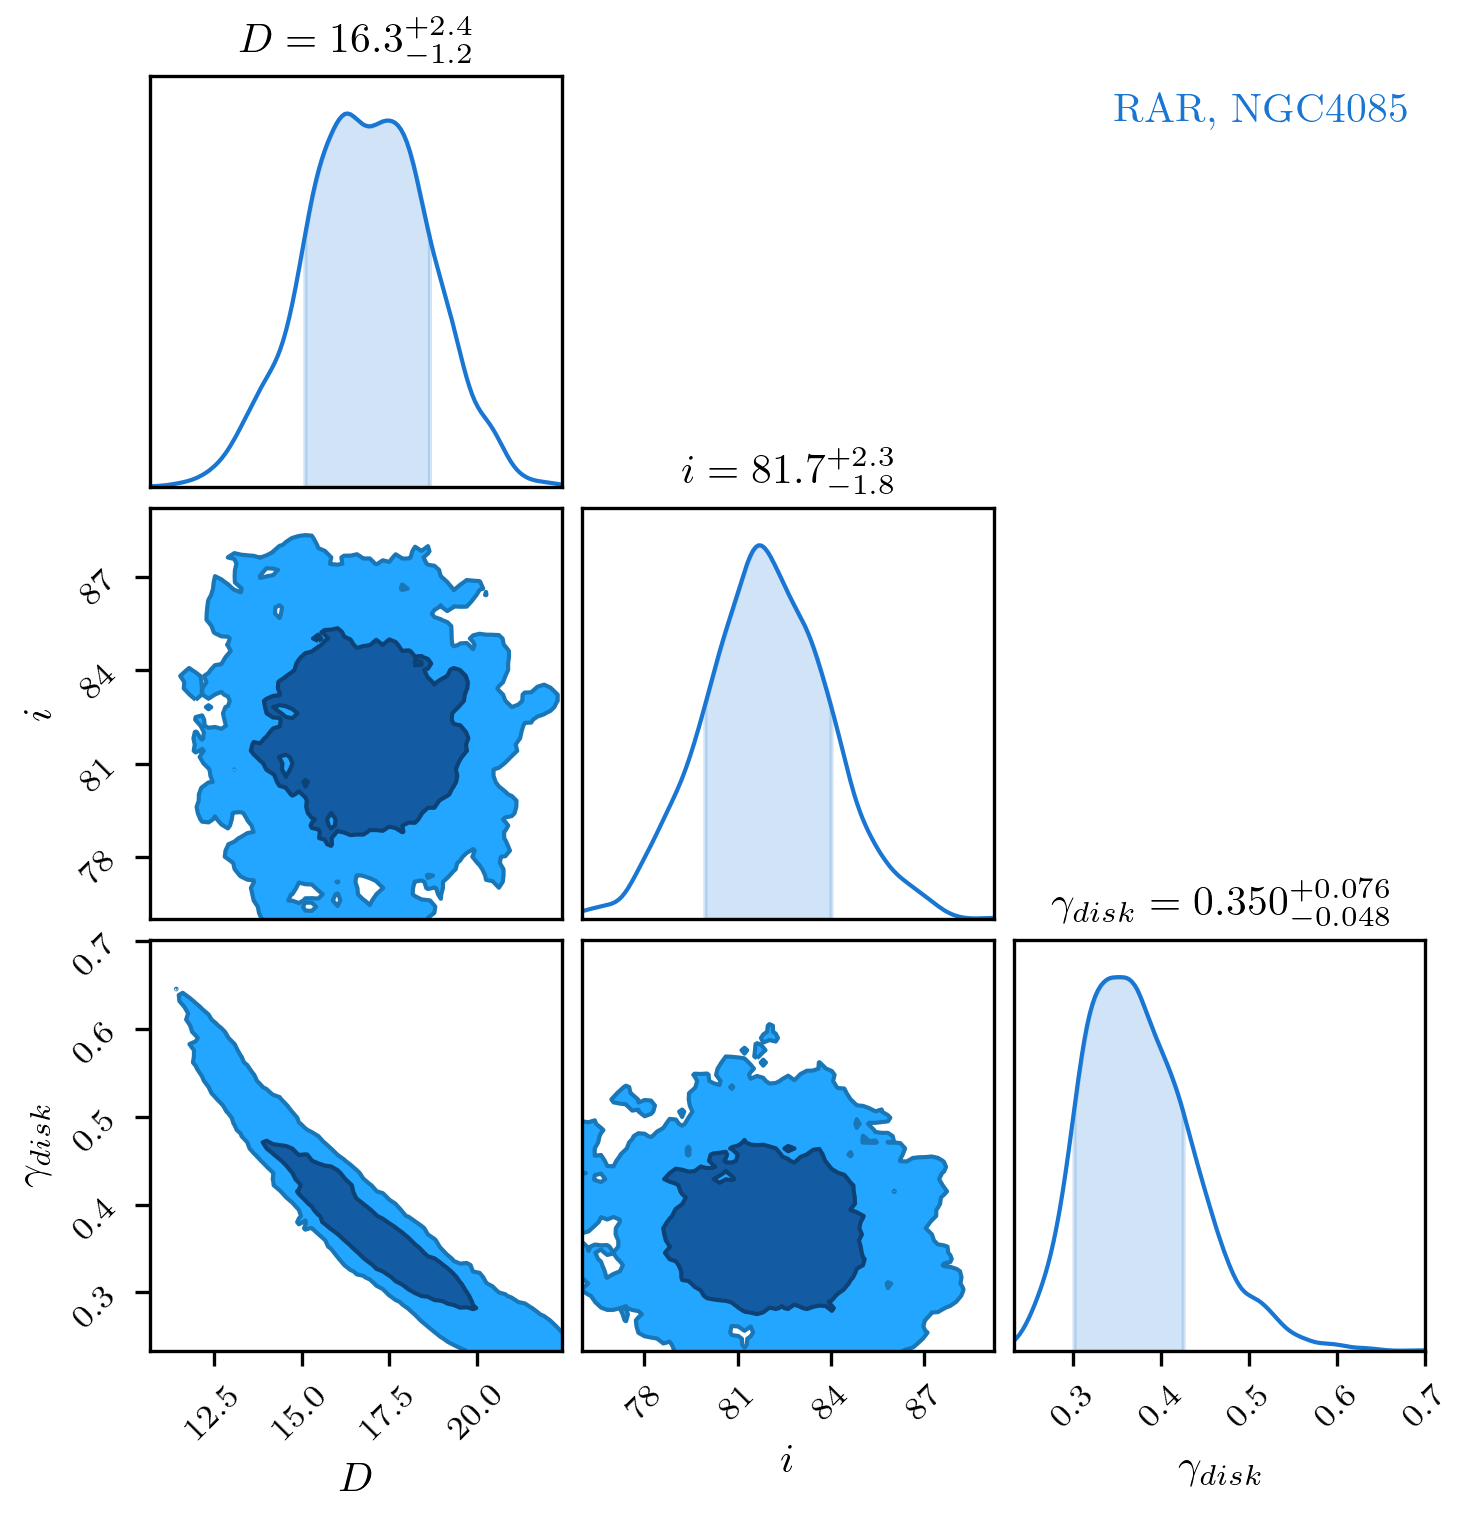 D = 16.3^{+2.4}_{-1.2}
RAR, NGC4085
i = 81.7^{+2.3}_{-1.8}
87
84
81
78
i
γ_{disk} = 0.350^{+0.076}_{-0.048}
0.7
0.6
0.5
0.4
0.3
γ_{disk}
12.5 15.0 17.5 20.0
78 81 84 87
0.3 0.4 0.5 0.6 0.7
D
i
γ_{disk}